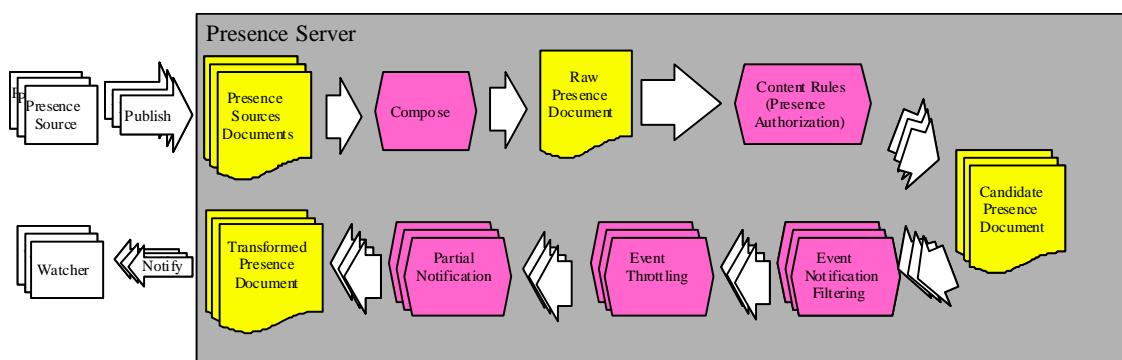 Presence Server
Presence
Source
Publish
Presence
Sources
Documents
Compose
Raw
Presence
Document
Content Rules
(Presence
Authorization)
Candidate
Presence
Document
Event
Notification
Filtering
Event
Throttling
Partial
Notification
Transformed
Presence
Document
Notify
Watcher